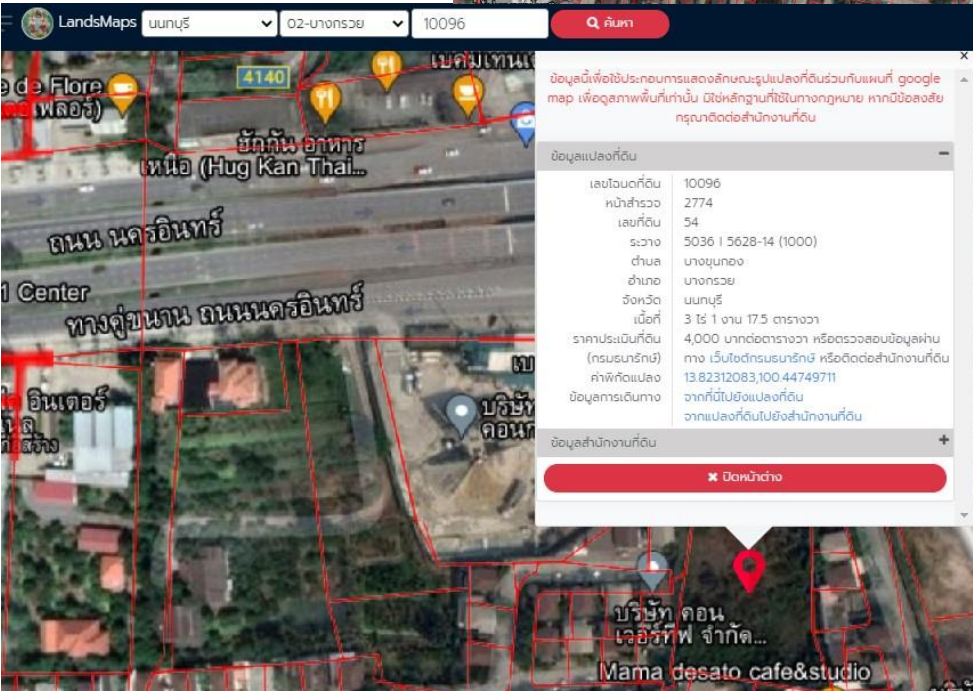 LandsMaps นนทบุรี 02-บางกรวย 10096 ค้นหา
4140
ฮักกัน อาหาร
เหนือ (Hug Kan Thai...
ถนน นครอินทร์
Center
ทางคู่ขนาน ถนนนครอินทร์
อินเตอร์
x
ข้อมูลนี้เพื่อใช้ประกอบการแสดงลักษณะรูปแปลงที่ดินร่วมกับแผนที่ google
map เพื่อดูสภาพพื้นที่เท่านั้น มิใช่หลักฐานที่ใช้ในทางกฎหมาย หากมีข้อสงสัย
กรุณาติดต่อสำนักงานที่ดิน
ข้อมูลแปลงที่ดิน
เลขโฉนดที่ดิน 10096
หน้าสำรวจ 2774
เลขที่ดิน 54
ระวาง 5036 I 5628-14 (1000)
ตำบล บางขุนกอง
อำเภอ บางกรวย
จังหวัด นนทบุรี
เนื้อที่ 3 ไร่ 1 งาน 17.5 ตารางวา
ราคาประเมินที่ดิน 4,000 บาทต่อตารางวา หรือตรวจสอบข้อมูลผ่าน
(กรมธนารักษ์) ทาง เว็บไซต์กรมธนารักษ์ หรือติดต่อสำนักงานที่ดิน
ค่าพิกัดแปลง 13.82312083,100.44749711
ข้อมูลการเดินทาง จากที่นี่ไปยังแปลงที่ดิน
จากแปลงที่ดินไปยังสำนักงานที่ดิน
ข้อมูลสำนักงานที่ดิน
ปิดหน้าต่าง
บริษัท ดอน
เวอร์ทีฟ จำกัด...
Mama desato cafe&studio